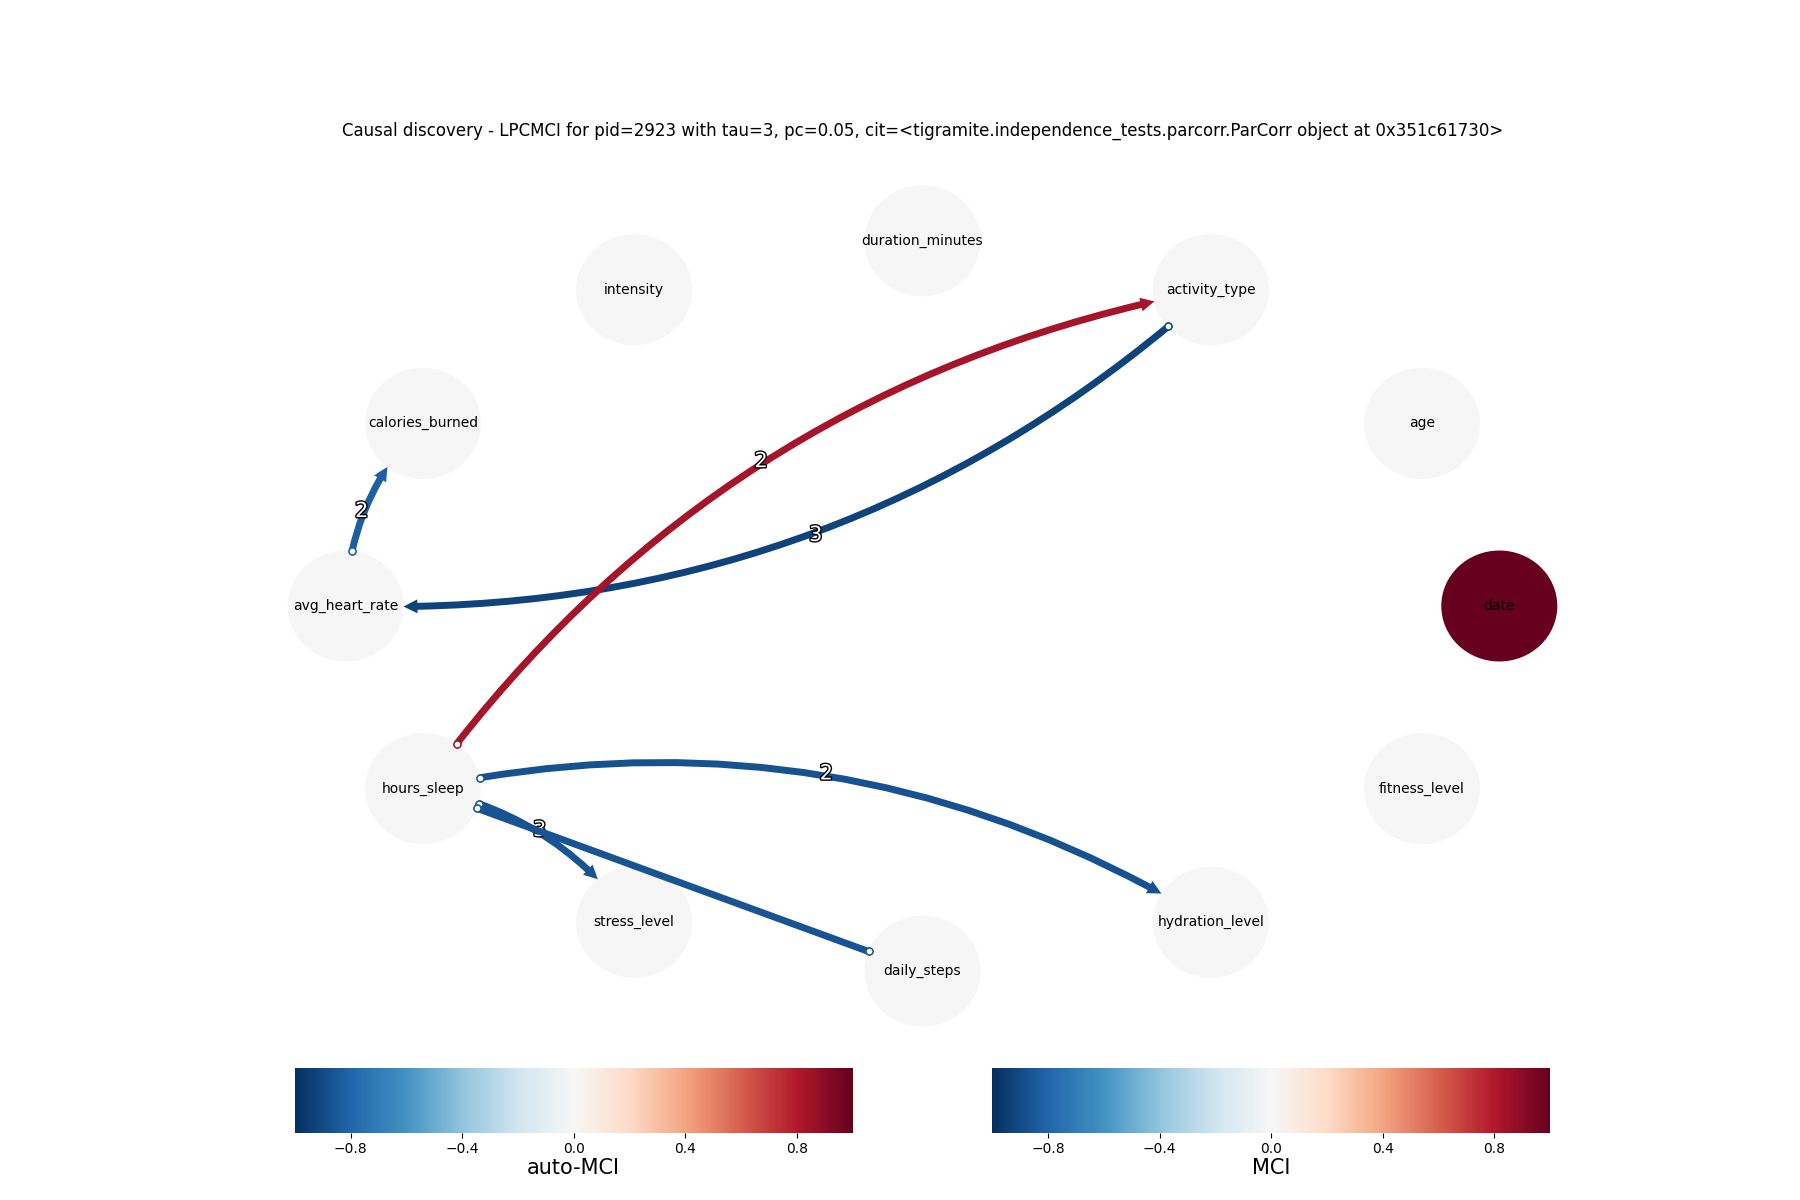 Causal discovery - LPCMCI for pid=2923 with tau=3, pc=0.05, cit=<tigramite.independence_tests.parcorr.ParCorr object at 0x351c61730>
duration_minutes
intensity
activity_type
calories_burned
age
2
2
3
avg_heart_rate
date
2
hours_sleep
fitness_level
3
stress_level
hydration_level
daily_steps
−0.8 −0.4 0.0 0.4 0.8
auto-MCI
−0.8 −0.4 0.0 0.4 0.8
MCI